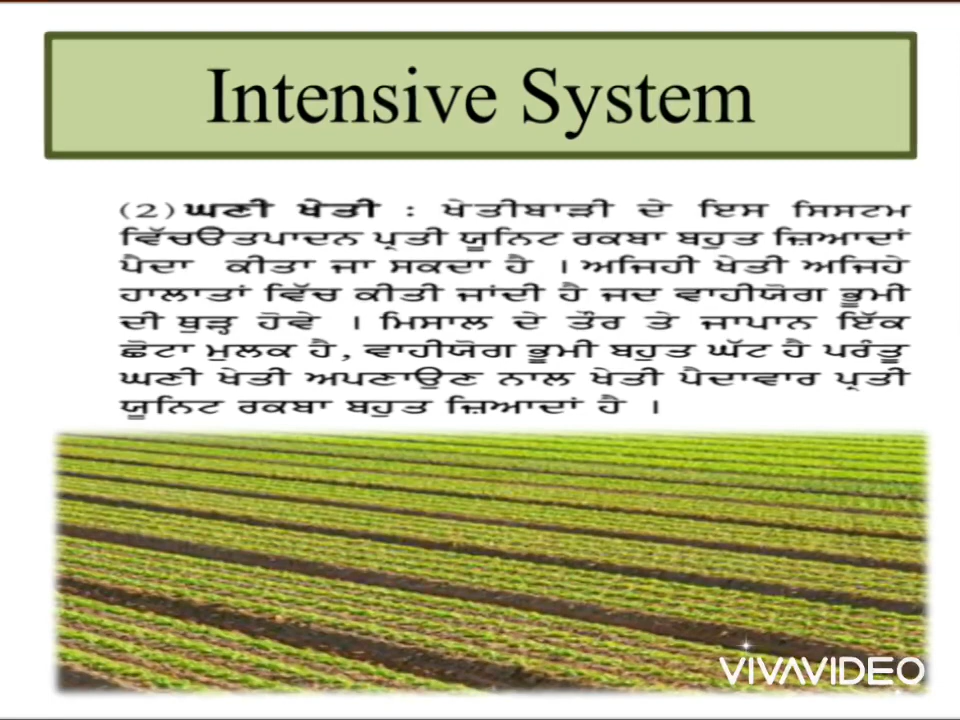 Intensive System
(2) ਘਣੀ ਖੇਤੀ : ਖੇਤੀਬਾੜੀ ਦੇ ਇਸ ਸਿਸਟਮ
ਵਿੱਚਉਤਪਾਦਨ ਪ੍ਰਤੀ ਯੂਨਿਟ ਰਕਬਾ ਬਹੁਤ ਜ਼ਿਆਦਾਂ
ਪੈਦਾ ਕੀਤਾ ਜਾ ਸਕਦਾ ਹੈ । ਅਜਿਹੀ ਖੇਤੀ ਅਜਿਹੇ
ਹਾਲਾਤਾਂ ਵਿੱਚ ਕੀਤੀ ਜਾਂਦੀ ਹੈ ਜਦ ਵਾਹੀਯੋਗ ਭੂਮੀ
ਦੀ ਥੁੜ੍ਹ ਹੋਵੇ । ਮਿਸਾਲ ਦੇ ਤੌਰ ਤੇ ਜਾਪਾਨ ਇੱਕ
ਛੋਟਾ ਮੁਲਕ ਹੈ, ਵਾਹੀਯੋਗ ਭੂਮੀ ਬਹੁਤ ਘੱਟ ਹੈ ਪਰੰਤੂ
ਘਣੀ ਖੇਤੀ ਅਪਣਾਉਣ ਨਾਲ ਖੇਤੀ ਪੈਦਾਵਾਰ ਪ੍ਰਤੀ
ਯੂਨਿਟ ਰਕਬਾ ਬਹੁਤ ਜ਼ਿਆਦਾਂ ਹੈ ।
VIVAVIDEO